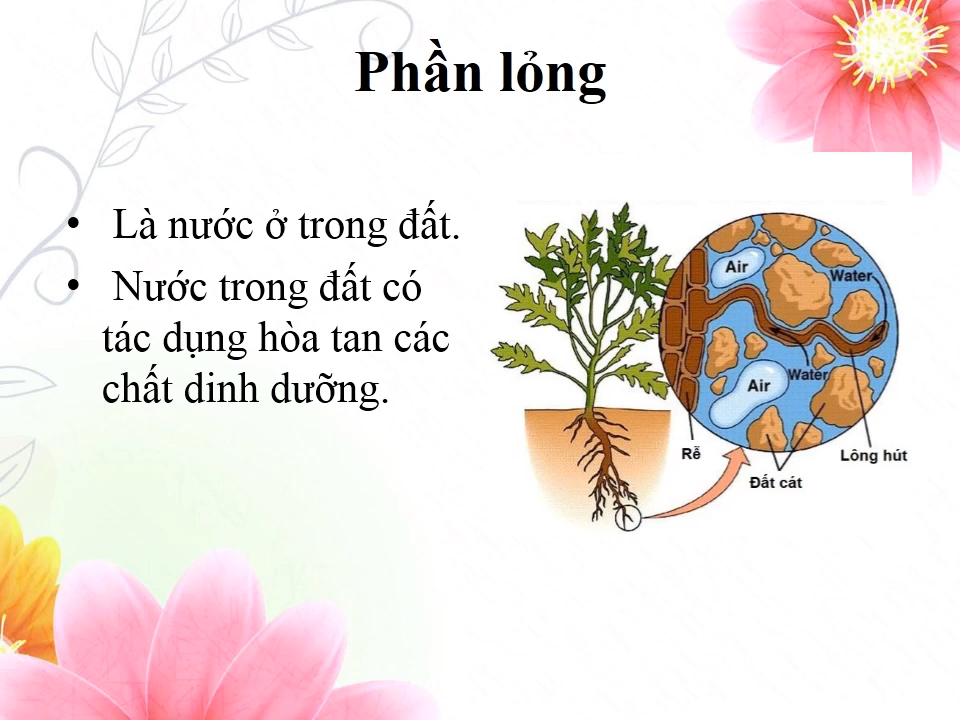 Phần lỏng
• Là nước ở trong đất.
• Nước trong đất có
tác dụng hòa tan các
chất dinh dưỡng.
Air
Water
Water
Air
Rễ
Lông hút
Đất cát